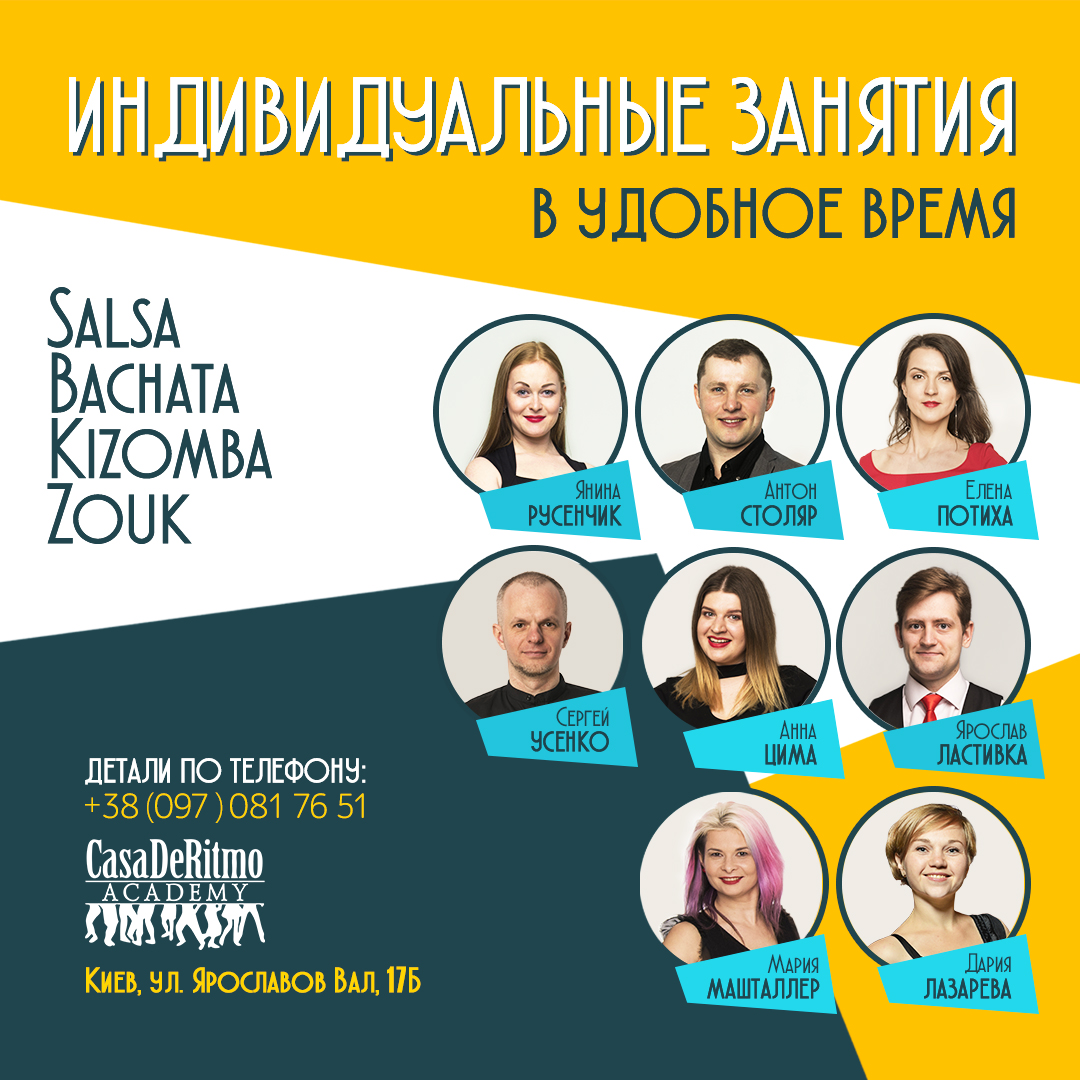 ИНДИВИДУАЛЬНЫЕ ЗАНЯТИЯ
В УДОБНОЕ ВРЕМЯ
SALSA
BACHATA
KIZOMBA
ZOUK
ЯНИНА
РУСЕНЧИК
АНТОН
СТОЛЯР
ЕЛЕНА
ПОТИХА
СЕРГЕЙ
УСЕНКО
АННА
ЦИМА
ЯРОСЛАВ
ЛАСТИВКА
МАРИЯ
МАШТАЛЛЕР
ДАРИЯ
ЛАЗАРЕВА
ДЕТАЛИ ПО ТЕЛЕФОНУ:
+38 (097 ) 081 76 51
CasaDeRitmo
ACADEMY
КИЕВ, УЛ. ЯРОСЛАВОВ ВАЛ, 17Б